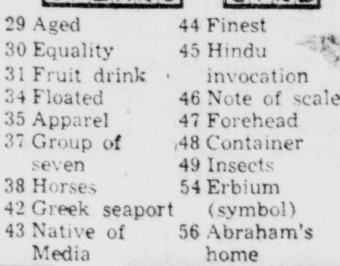 29 Aged
30 Equality
31 Fruit drink
34 Floated
35 Apparel
37 Group of
seven
38 Horses
42 Greek seaport
43 Native of
Media
44 Finest
45 Hindu
invocation
46 Note of scale
47 Forehead
48 Container
49 Insects
54 Erbium
(symbol)
56 Abraham's
home